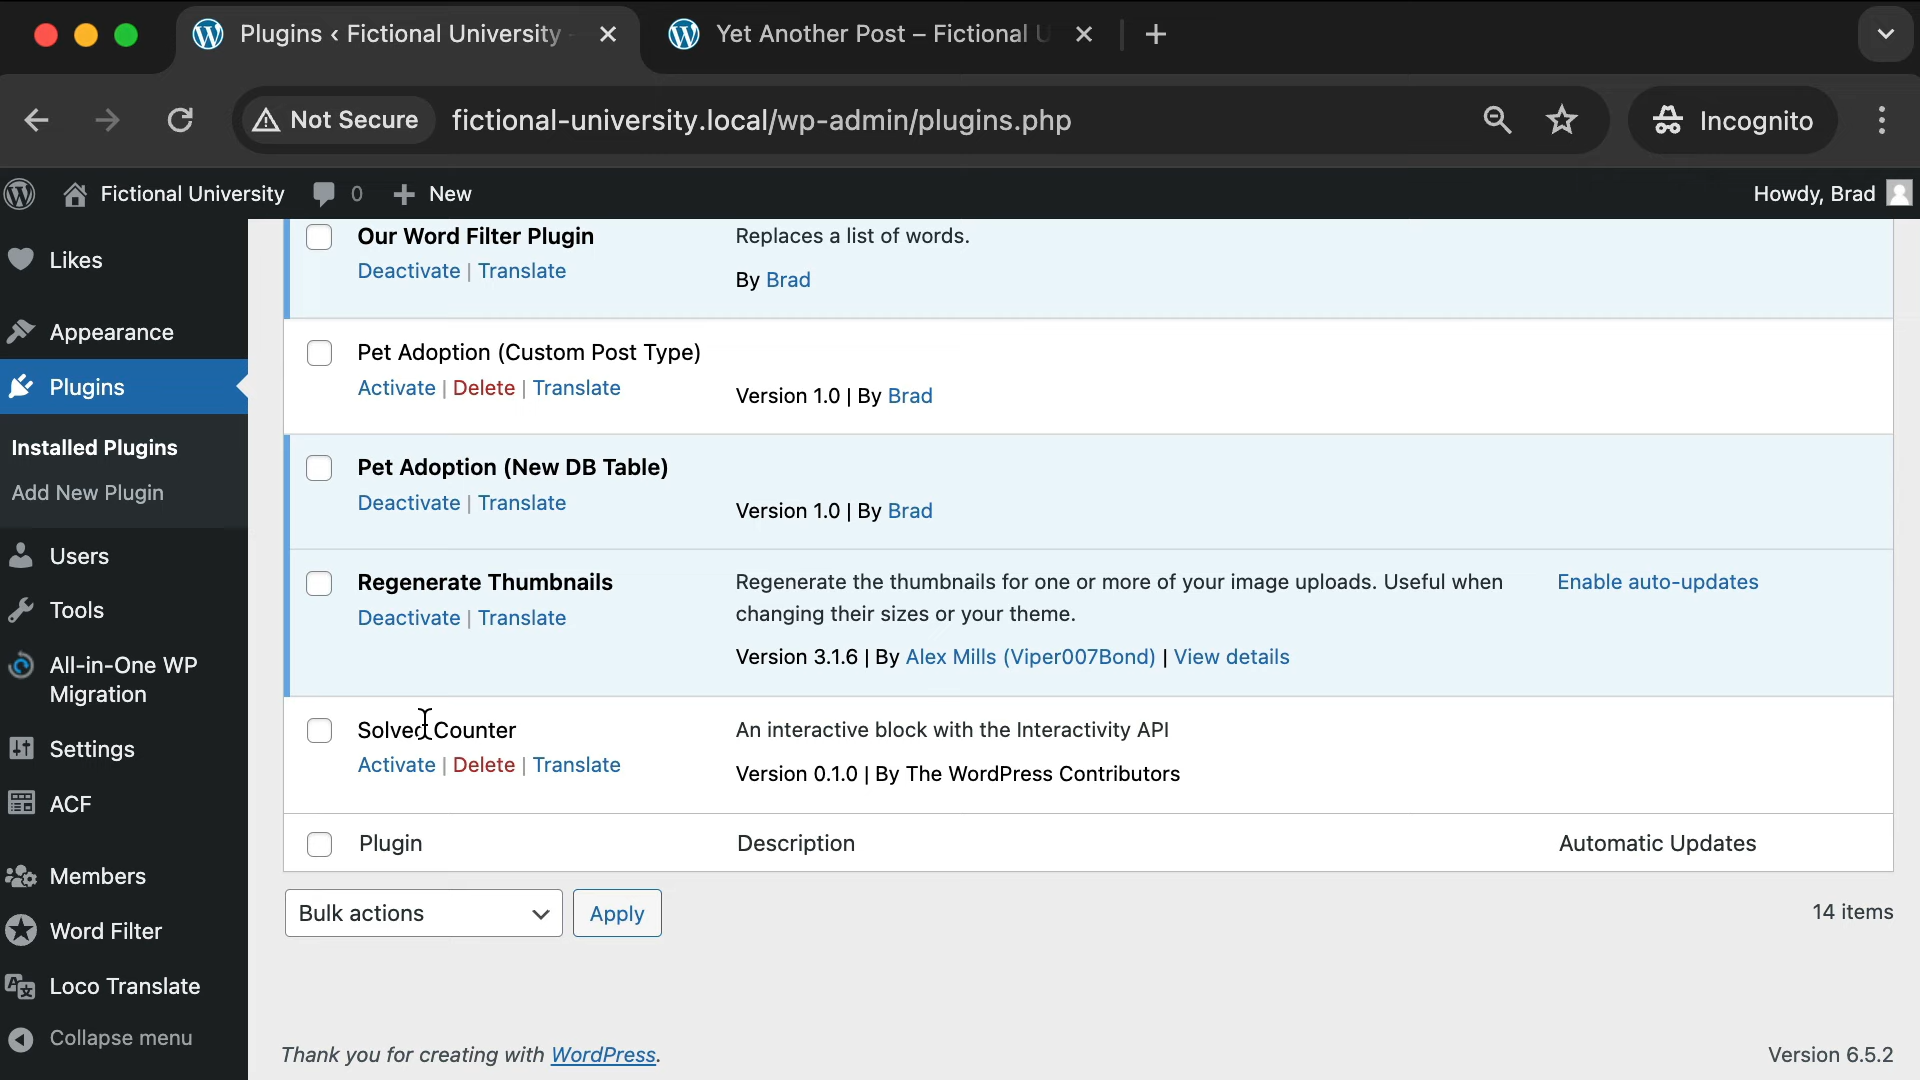 Plugins ‹ Fictional University
Yet Another Post – Fictional U
Not Secure
fictional-university.local/wp-admin/plugins.php
Incognito
Fictional University
0
New
Howdy, Brad
Likes
Appearance
Plugins
Installed Plugins
Add New Plugin
Users
Tools
All-in-One WP
Migration
Settings
ACF
Members
Word Filter
Loco Translate
Collapse menu
Our Word Filter Plugin
Deactivate | Translate
Replaces a list of words.
By Brad
Pet Adoption (Custom Post Type)
Activate | Delete | Translate
Version 1.0 | By Brad
Pet Adoption (New DB Table)
Deactivate | Translate
Version 1.0 | By Brad
Regenerate Thumbnails
Deactivate | Translate
Regenerate the thumbnails for one or more of your image uploads. Useful when
changing their sizes or your theme.
Version 3.1.6 | By Alex Mills (Viper007Bond) | View details
Enable auto-updates
Solved Counter
Activate | Delete | Translate
An interactive block with the Interactivity API
Version 0.1.0 | By The WordPress Contributors
Plugin
Description
Automatic Updates
Bulk actions
Apply
14 items
Thank you for creating with WordPress.
Version 6.5.2